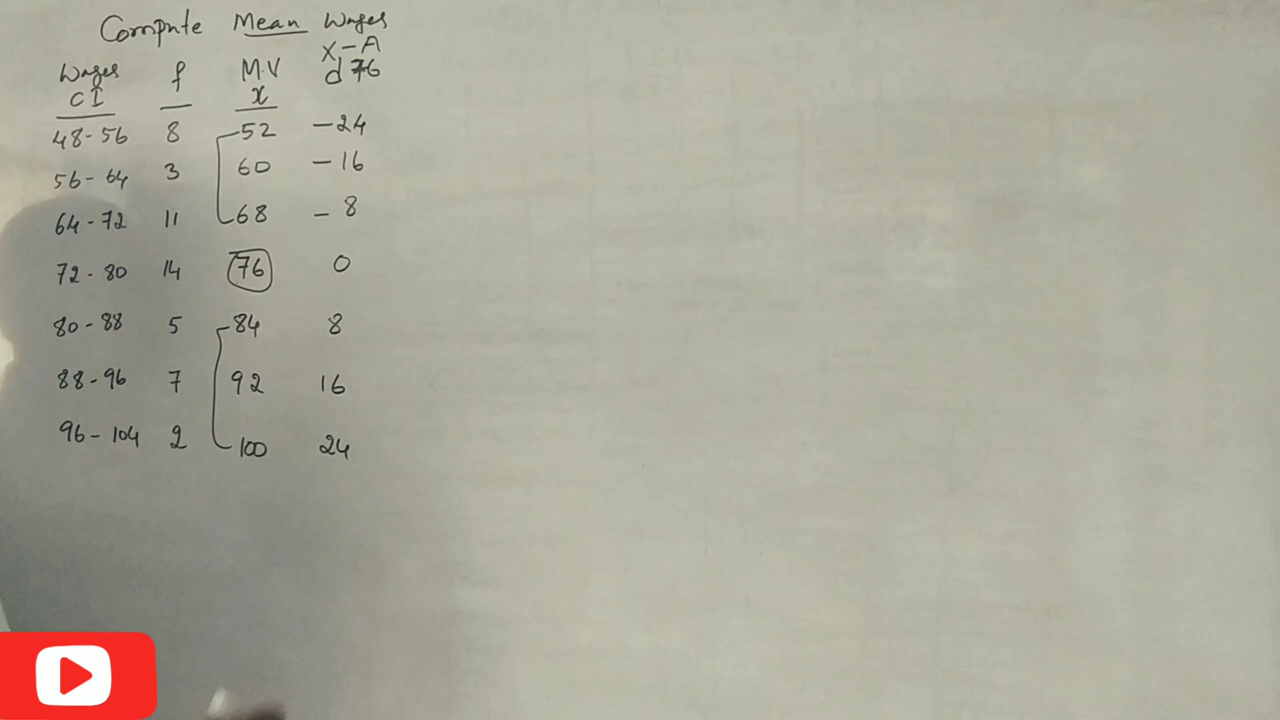 Compute Mean Wages
X-A
Wages f M.V d 76
CI x
48-56 8 52 -24
56-64 3 60 -16
64-72 11 68 -8
72-80 14 76 0
80-88 5 84 8
88-96 7 92 16
96-104 2 100 24